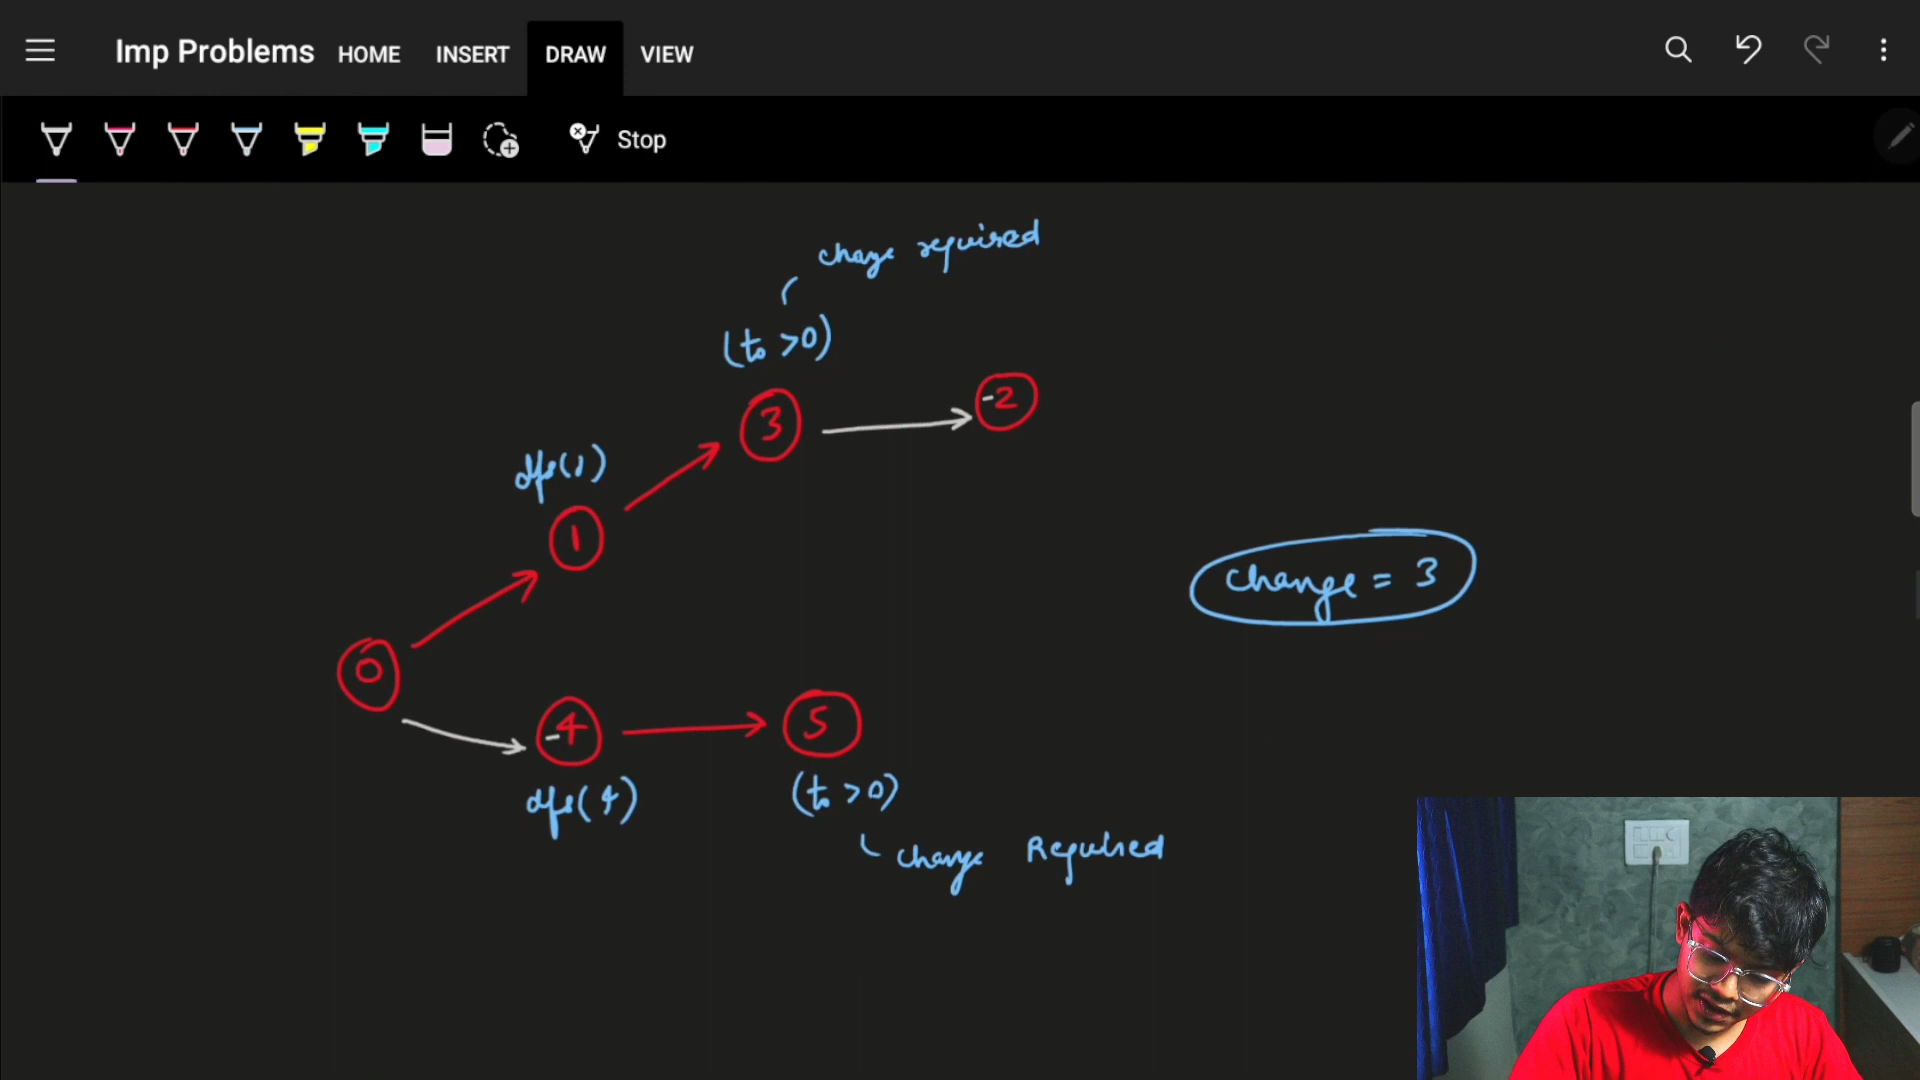 Imp Problems HOME INSERT DRAW VIEW
Stop
change required
(to >0)
3
-2
dfs(1)
1
change = 3
0
-4
5
dfs(4)
(to >0)
change Required